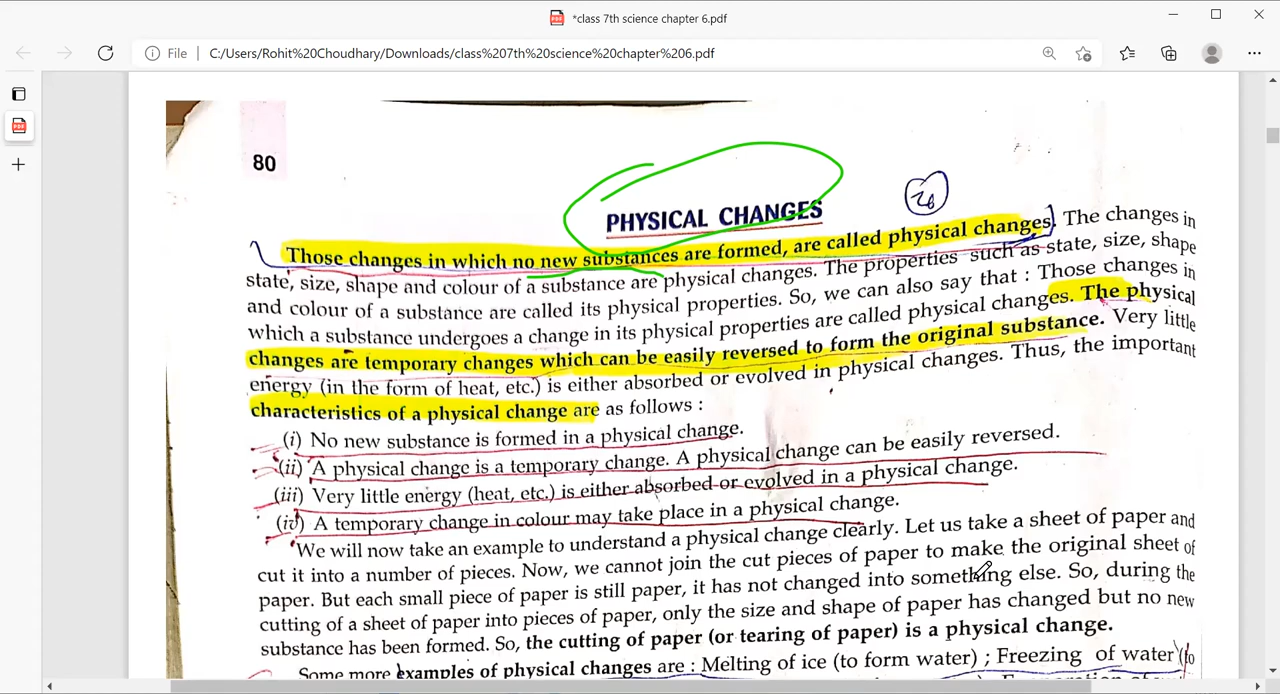 *class 7th science chapter 6.pdf
File
C:/Users/Rohit%20Choudhary/Downloads/class%207th%20science%20chapter%206.pdf
80
PHYSICAL CHANGES
Those changes in which no new substances are formed, are called physical changes. The changes in
state, size, shape and colour of a substance are physical changes. The properties such as state, size, shape
and colour of a substance are called its physical properties. So, we can also say that : Those changes in
which a substance undergoes a change in its physical properties are called physical changes. The physical
changes are temporary changes which can be easily reversed to form the original substance. Very little
energy (in the form of heat, etc.) is either absorbed or evolved in physical changes. Thus, the important
characteristics of a physical change are as follows :
(i) No new substance is formed in a physical change.
(ii) A physical change is a temporary change. A physical change can be easily reversed.
(iii) Very little energy (heat, etc.) is either absorbed or evolved in a physical change.
(iv) A temporary change in colour may take place in a physical change.
We will now take an example to understand a physical change clearly. Let us take a sheet of paper and
cut it into a number of pieces. Now, we cannot join the cut pieces of paper to make the original sheet of
paper. But each small piece of paper is still paper, it has not changed into something else. So, during the
cutting of a sheet of paper into pieces of paper, only the size and shape of paper has changed but no new
substance has been formed. So, the cutting of paper (or tearing of paper) is a physical change.
Some more examples of physical changes are : Melting of ice (to form water) ; Freezing of water (to